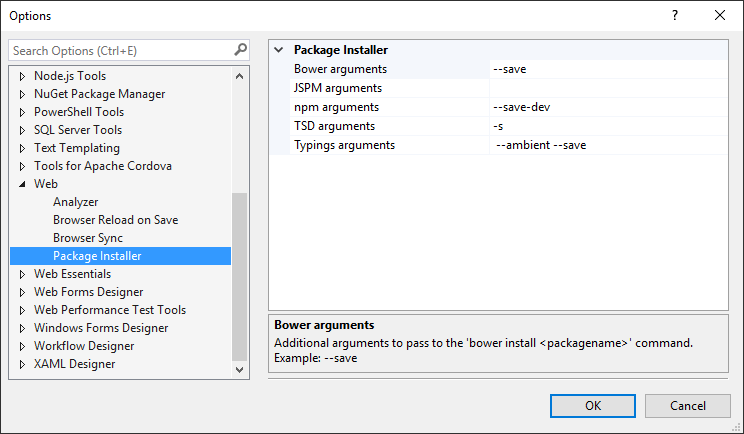 Options
Search Options (Ctrl+E)
Node.js Tools
NuGet Package Manager
PowerShell Tools
SQL Server Tools
Text Templating
Tools for Apache Cordova
Web
Analyzer
Browser Reload on Save
Browser Sync
Package Installer
Web Essentials
Web Forms Designer
Web Performance Test Tools
Windows Forms Designer
Workflow Designer
XAML Designer
Package Installer
Bower arguments --save
JSPM arguments
npm arguments --save-dev
TSD arguments -s
Typings arguments --ambient --save
Bower arguments
Additional arguments to pass to the 'bower install <packagename>' command.
Example: --save
OK Cancel